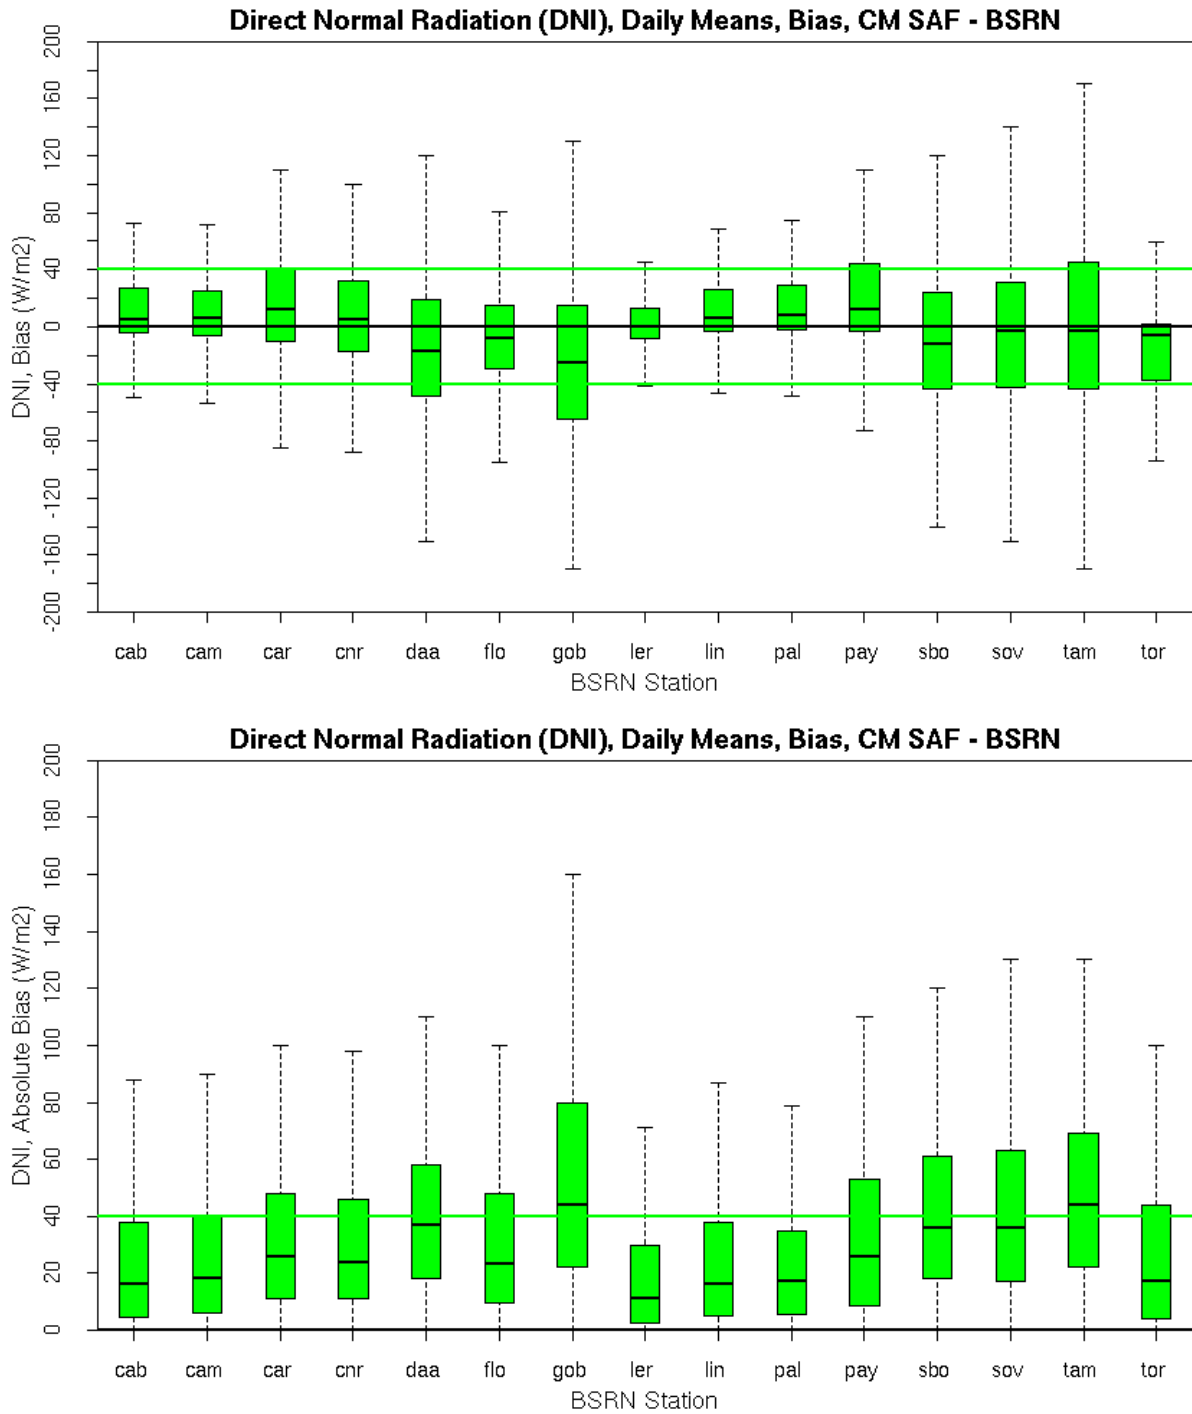 Direct Normal Radiation (DNI), Daily Means, Bias, CM SAF - BSRN
DNI, Bias (W/m2)
200
160
120
80
40
0
-40
-80
-120
-160
-200
cab cam car cnr daa flo gob ler lin pal pay sbo sov tam tor
BSRN Station
Direct Normal Radiation (DNI), Daily Means, Bias, CM SAF - BSRN
DNI, Absolute Bias (W/m2)
200
180
160
140
120
100
80
60
40
20
0
cab cam car cnr daa flo gob ler lin pal pay sbo sov tam tor
BSRN Station